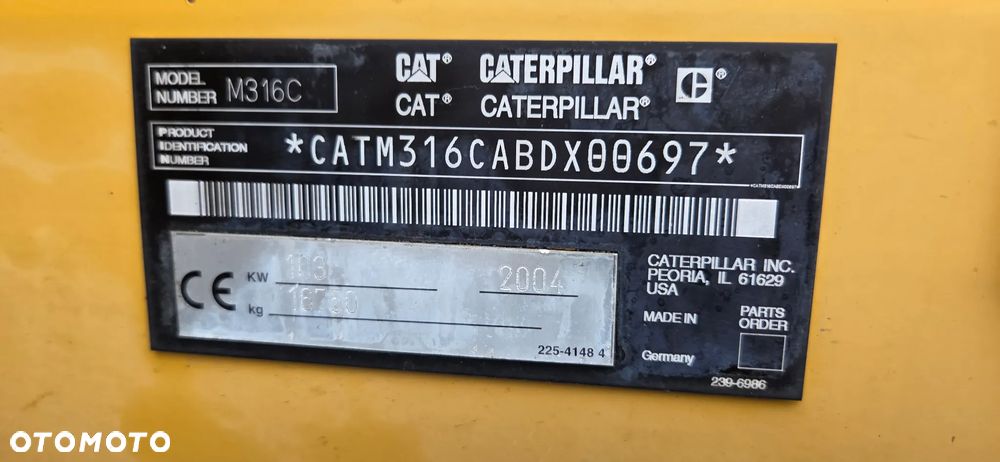 CAT® CATERPILLAR®
MODEL
NUMBER M316C
CAT® CATERPILLAR®
PRODUCT
IDENTIFICATION
NUMBER
*CATM316CABDX00697*
*CATM316CABDX00697*
CE
KW 2004
kg
225-4148 4
CATERPILLAR INC.
PEORIA, IL 61629
USA
MADE IN
Germany
PARTS
ORDER
239-6986
OTOMOTO